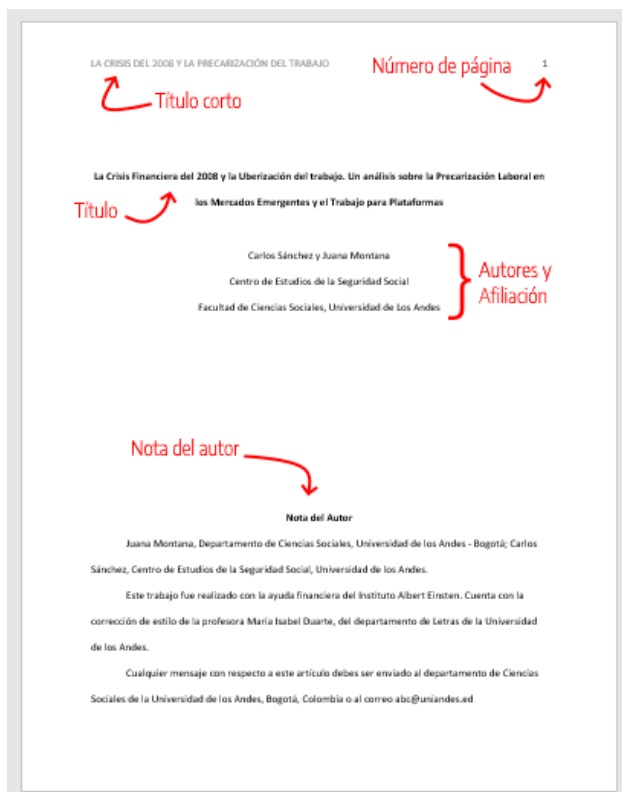 LA CRISIS DEL 2008 Y LA PRECARIZACIÓN DEL TRABAJO
Número de página
1
Título corto
La Crisis Financiera del 2008 y la Uberización del trabajo. Un análisis sobre la Precarización Laboral en
los Mercados Emergentes y el Trabajo para Plataformas
Título
Carlos Sánchez y Juana Montana
Centro de Estudios de la Seguridad Social
Facultad de Ciencias Sociales, Universidad de Los Andes
Autores y
Afiliación
Nota del autor
Nota del Autor
Juana Montana, Departamento de Ciencias Sociales, Universidad de los Andes - Bogotá; Carlos
Sánchez, Centro de Estudios de la Seguridad Social, Universidad de los Andes.
Este trabajo fue realizado con la ayuda financiera del Instituto Albert Einsten. Cuenta con la
corrección de estilo de la profesora María Isabel Duarte, del departamento de Letras de la Universidad
de los Andes.
Cualquier mensaje con respecto a este artículo debes ser enviado al departamento de Ciencias
Sociales de la Universidad de los Andes, Bogotá, Colombia o al correo abc@uniandes.ed